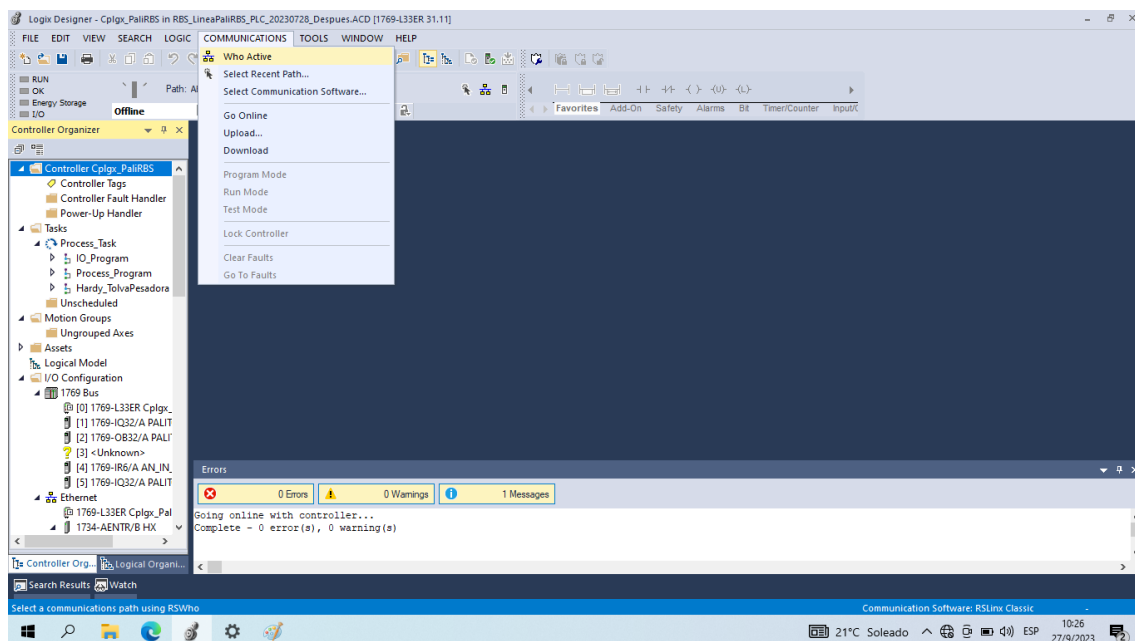 Logix Designer - Cplgx_PaliRBS in RBS_LineaPaliRBS_PLC_20230728_Despues.ACD [1769-L33ER 31.11]
FILE EDIT VIEW SEARCH LOGIC COMMUNICATIONS TOOLS WINDOW HELP
Who Active
Select Recent Path...
Select Communication Software...
Go Online
Upload...
Download
Program Mode
Run Mode
Test Mode
Lock Controller
Clear Faults
Go To Faults
RUN
OK
Energy Storage
I/O
Offline
Path: Al
Favorites Add-On Safety Alarms Bit Timer/Counter Input/C
Controller Organizer
Controller Cplgx_PaliRBS
Controller Tags
Controller Fault Handler
Power-Up Handler
Tasks
Process_Task
IO_Program
Process_Program
Hardy_TolvaPesadora
Unscheduled
Motion Groups
Ungrouped Axes
Assets
Logical Model
I/O Configuration
1769 Bus
[0] 1769-L33ER Cplgx_
[1] 1769-IQ32/A PALIT
[2] 1769-OB32/A PALI
[3] <Unknown>
[4] 1769-IR6/A AN_IN_
[5] 1769-IQ32/A PALIT
Ethernet
1769-L33ER Cplgx_Pal
1734-AENTR/B HX
Controller Org... Logical Organi...
Errors
0 Errors 0 Warnings 1 Messages
Going online with controller...
Complete - 0 error(s), 0 warning(s)
Search Results Watch
Select a communications path using RSWho
Communication Software: RSLinx Classic
21°C Soleado ESP 10:26
27/9/2023
2